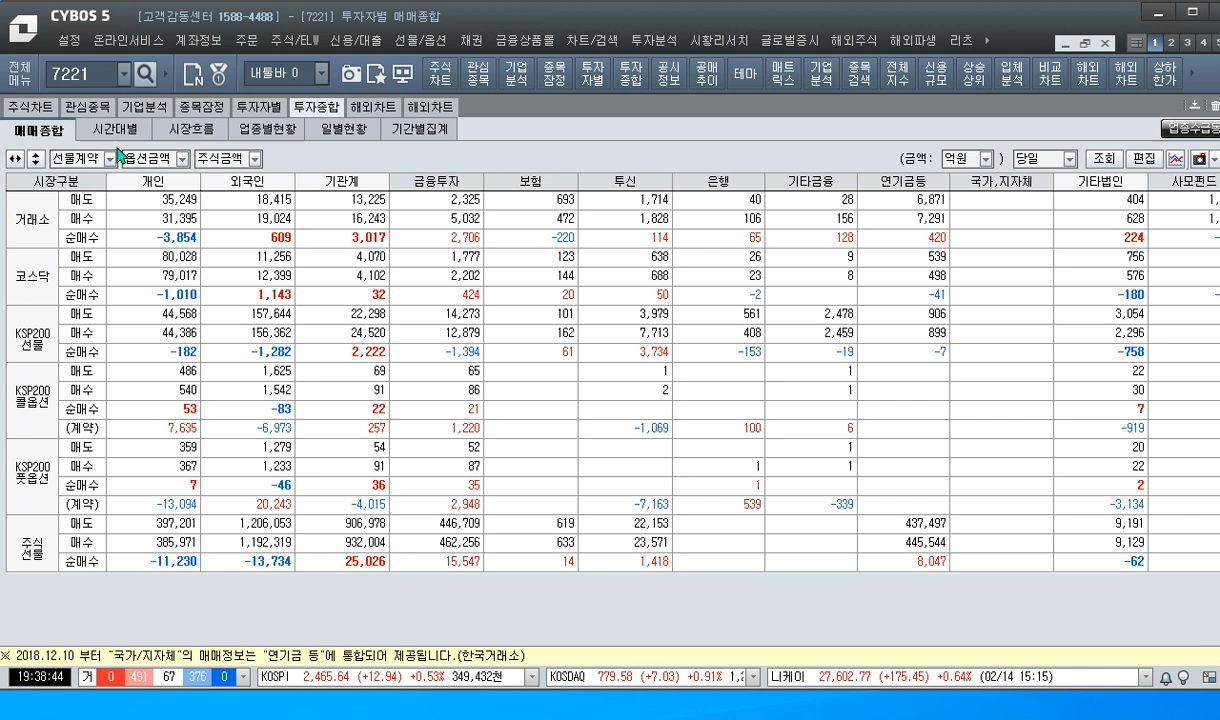 CYBOS 5 [고객감동센터 1588-4488] - [7221] 투자자별 매매종합
설정 온라인서비스 계좌정보 주문 주식/ELW 신용/대출 선물/옵션 채권 금융상품몰 차트/검색 투자분석 시황리서치 글로벌증시 해외주식 해외파생 리츠 1 2 3 4
전체메뉴 7221 내툴바 0 주식차트 관심종목 기업분석 종목잠정 투자자별 투자종합 공시정보 공매추이 테마 매트릭스 기업분석 종목검색 전체지수 신용규모 상승상위 입체분석 비교차트 해외차트 해외차트 상하한가
주식차트 관심종목 기업분석 종목잠정 투자자별 투자종합 해외차트 해외차트
매매종합 시간대별 시장흐름 업종별현황 일별현황 기간별집계 업종수급동
선물계약 옵션금액 주식금액 (금액: 억원 ) 당일 조회 편집
시장구분 개인 외국인 기관계 금융투자 보험 투신 은행 기타금융 연기금등 국가,지자체 기타법인 사모펀드
거래소 매도 35,249 18,415 13,225 2,325 693 1,714 40 28 6,871 404 1,
매수 31,395 19,024 16,243 5,032 472 1,828 106 156 7,291 628 1,
순매수 -3,854 609 3,017 2,706 -220 114 65 128 420 224 -
코스닥 매도 80,028 11,256 4,070 1,777 123 638 26 9 539 756
매수 79,017 12,399 4,102 2,202 144 688 23 8 498 576
순매수 -1,010 1,143 32 424 20 50 -2 -41 -180 -
KSP200 선물 매도 44,568 157,644 22,298 14,273 101 3,979 561 2,478 906 3,054
매수 44,386 156,362 24,520 12,879 162 7,713 408 2,459 899 2,296
순매수 -182 -1,282 2,222 -1,394 61 3,734 -153 -19 -7 -758
KSP200 콜옵션 매도 486 1,625 69 65 1 1 22
매수 540 1,542 91 86 2 1 30
순매수 53 -83 22 21 7
(계약) 7,635 -6,973 257 1,220 -1,069 100 6 -919
KSP200 풋옵션 매도 359 1,279 54 52 1 20
매수 367 1,233 91 87 1 1 22
순매수 7 -46 36 35 1 2
(계약) -13,094 20,243 -4,015 2,948 -7,163 539 -339 -3,134
주식 선물 매도 397,201 1,206,053 906,978 446,709 619 22,153 437,497 9,191
매수 385,971 1,192,319 932,004 462,256 633 23,571 445,544 9,129
순매수 -11,230 -13,734 25,026 15,547 14 1,418 8,047 -62
※ 2018.12.10 부터 "국가/지자체"의 매매정보는 "연기금 등"에 통합되어 제공됩니다.(한국거래소)
19:38:44 거 0 491 67 376 0 KOSPI 2,465.64 (+12.94) +0.53% 349,432천 KOSDAQ 779.58 (+7.03) +0.91% 니케이 27,602.77 (+175.45) +0.64% (02/14 15:15)